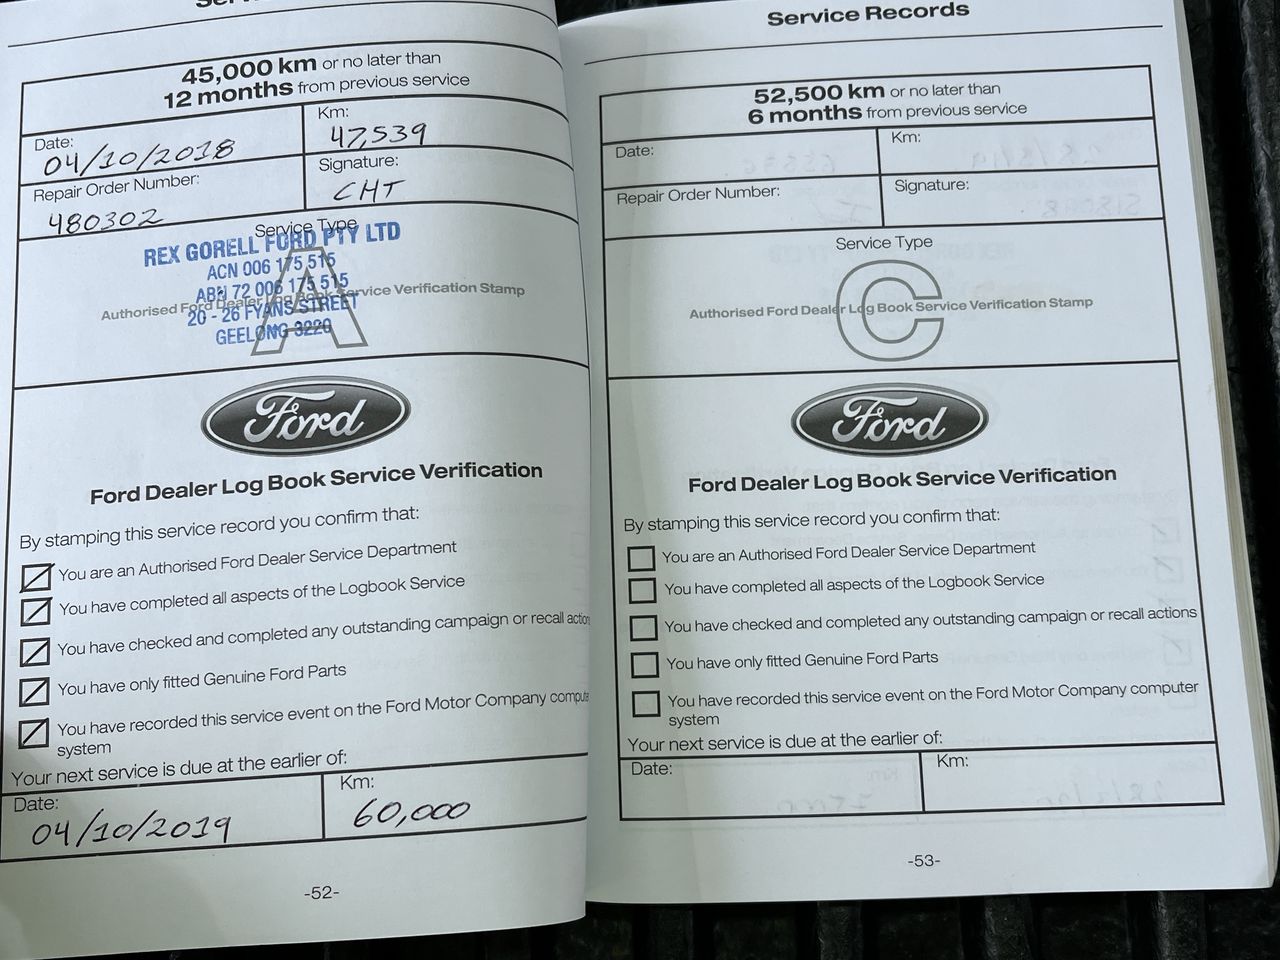 45,000 km or no later than
12 months from previous service
Date:
04/10/2018
Km:
47,539
Repair Order Number:
480302
Signature:
CHT
Service Type
REX GORELL FORD PTY LTD
ACN 006 175 515
ABN 72 006 175 515
Authorised Ford Dealer Log Book Service Verification Stamp
20 - 26 FYANS STREET
GEELONG 3220
A
Ford
Ford Dealer Log Book Service Verification
By stamping this service record you confirm that:
You are an Authorised Ford Dealer Service Department
You have completed all aspects of the Logbook Service
You have checked and completed any outstanding campaign or recall
You have only fitted Genuine Ford Parts
You have recorded this service event on the Ford Motor Company
system
Your next service is due at the earlier of:
Date:
04/10/2019
Km:
60,000
-52-
Service Records
52,500 km or no later than
6 months from previous service
Date:
Km:
Repair Order Number:
Signature:
Service Type
C
Authorised Ford Dealer Log Book Service Verification Stamp
Ford
Ford Dealer Log Book Service Verification
By stamping this service record you confirm that:
You are an Authorised Ford Dealer Service Department
You have completed all aspects of the Logbook Service
You have checked and completed any outstanding campaign or recall actions
You have only fitted Genuine Ford Parts
You have recorded this service event on the Ford Motor Company computer
system
Your next service is due at the earlier of:
Date:
Km:
-53-